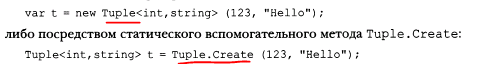 var t = new Tuple<int,string> (123, "Hello");
либо посредством статического вспомогательного метода Tuple.Create:
Tuple<int,string> t = Tuple.Create (123, "Hello");